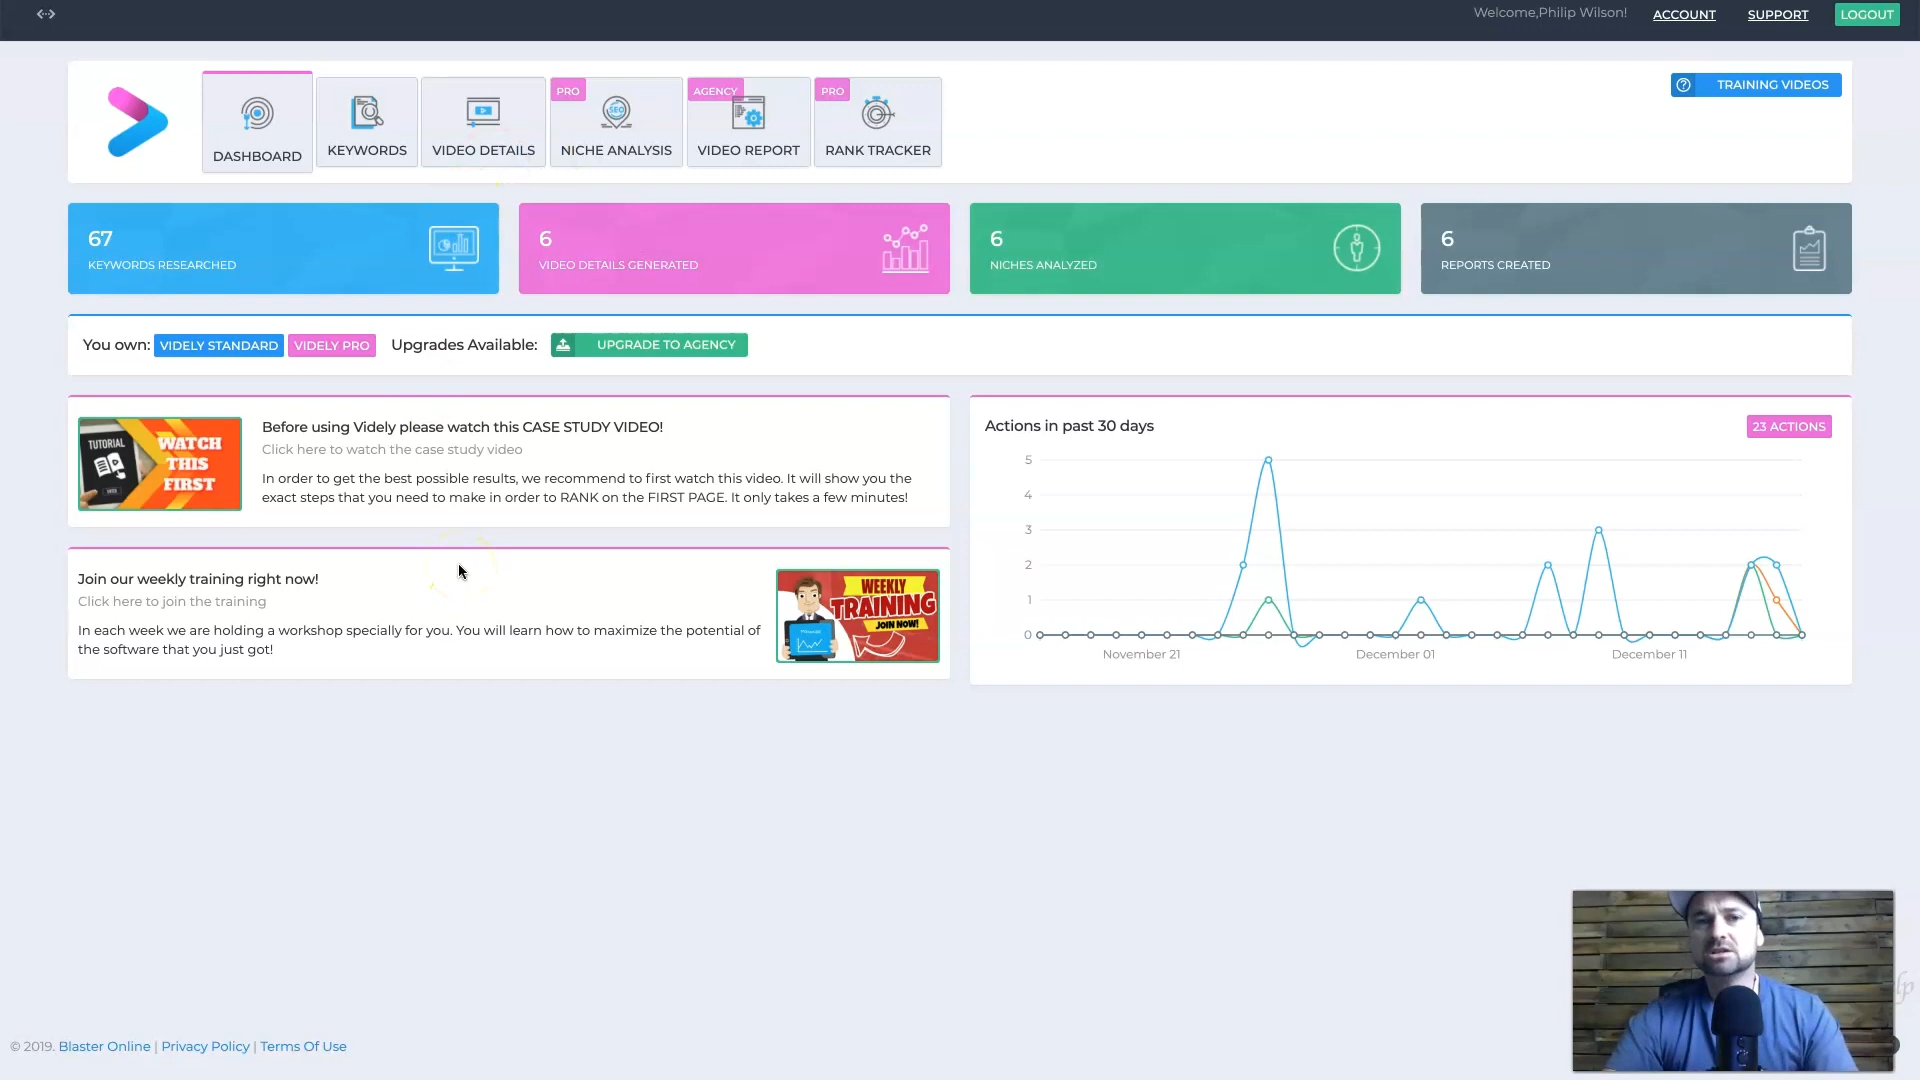 Welcome,Philip Wilson!
ACCOUNT
SUPPORT
LOGOUT
DASHBOARD
KEYWORDS
VIDEO DETAILS
PRO
NICHE ANALYSIS
AGENCY
VIDEO REPORT
PRO
RANK TRACKER
TRAINING VIDEOS
67
KEYWORDS RESEARCHED
6
VIDEO DETAILS GENERATED
6
NICHES ANALYZED
6
REPORTS CREATED
You own: VIDELY STANDARD VIDELY PRO Upgrades Available: UPGRADE TO AGENCY
TUTORIAL
WATCH
THIS
FIRST
Before using Videly please watch this CASE STUDY VIDEO!
Click here to watch the case study video
In order to get the best possible results, we recommend to first watch this video. It will show you the
exact steps that you need to make in order to RANK on the FIRST PAGE. It only takes a few minutes!
Join our weekly training right now!
Click here to join the training
In each week we are holding a workshop specially for you. You will learn how to maximize the potential of
the software that you just got!
WEEKLY
TRAINING
JOIN NOW!
Actions in past 30 days
23 ACTIONS
5
4
3
2
1
0
November 21
December 01
December 11
© 2019. Blaster Online | Privacy Policy | Terms Of Use